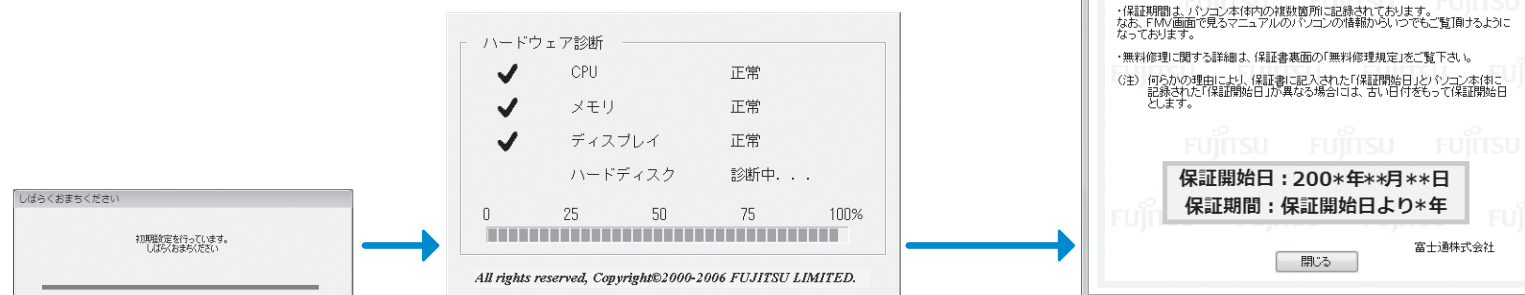 しばらくおまちください
初期設定を行っています。
しばらくおまちください
ハードウェア診断
CPU 正常
メモリ 正常
ディスプレイ 正常
ハードディスク 診断中...
0 25 50 75 100%
All rights reserved, Copyright©2000-2006 FUJITSU LIMITED.
・保証期間は、パソコン本体内の複数箇所に記録されております。
なお、FMV画面で見るマニュアルのパソコンの情報からいつでもご覧頂けるように
なっております。
・無料修理に関する詳細は、保証書裏面の「無料修理規定」をご覧下さい。
(注) 何らかの理由により、保証書に記入された「保証開始日」とパソコン本体に
記録された「保証開始日」が異なる場合には、古い日付をもって保証開始日
とします。
FUJITSU FUJITSU FUJITSU
保証開始日：200*年**月**日
保証期間：保証開始日より*年
富士通株式会社
閉じる